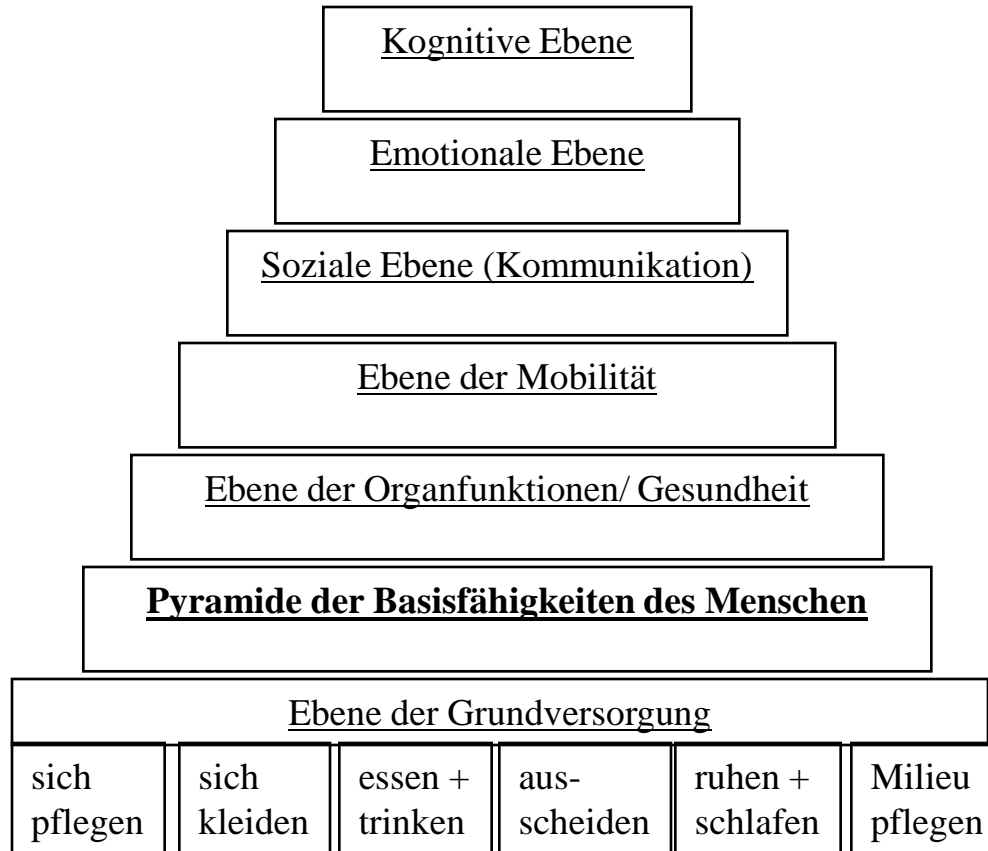 Kognitive Ebene
Emotionale Ebene
Soziale Ebene (Kommunikation)
Ebene der Mobilität
Ebene der Organfunktionen/ Gesundheit
Pyramide der Basisfähigkeiten des Menschen
Ebene der Grundversorgung
sich
pflegen
sich
kleiden
essen +
trinken
aus-
scheiden
ruhen +
schlafen
Milieu
pflegen